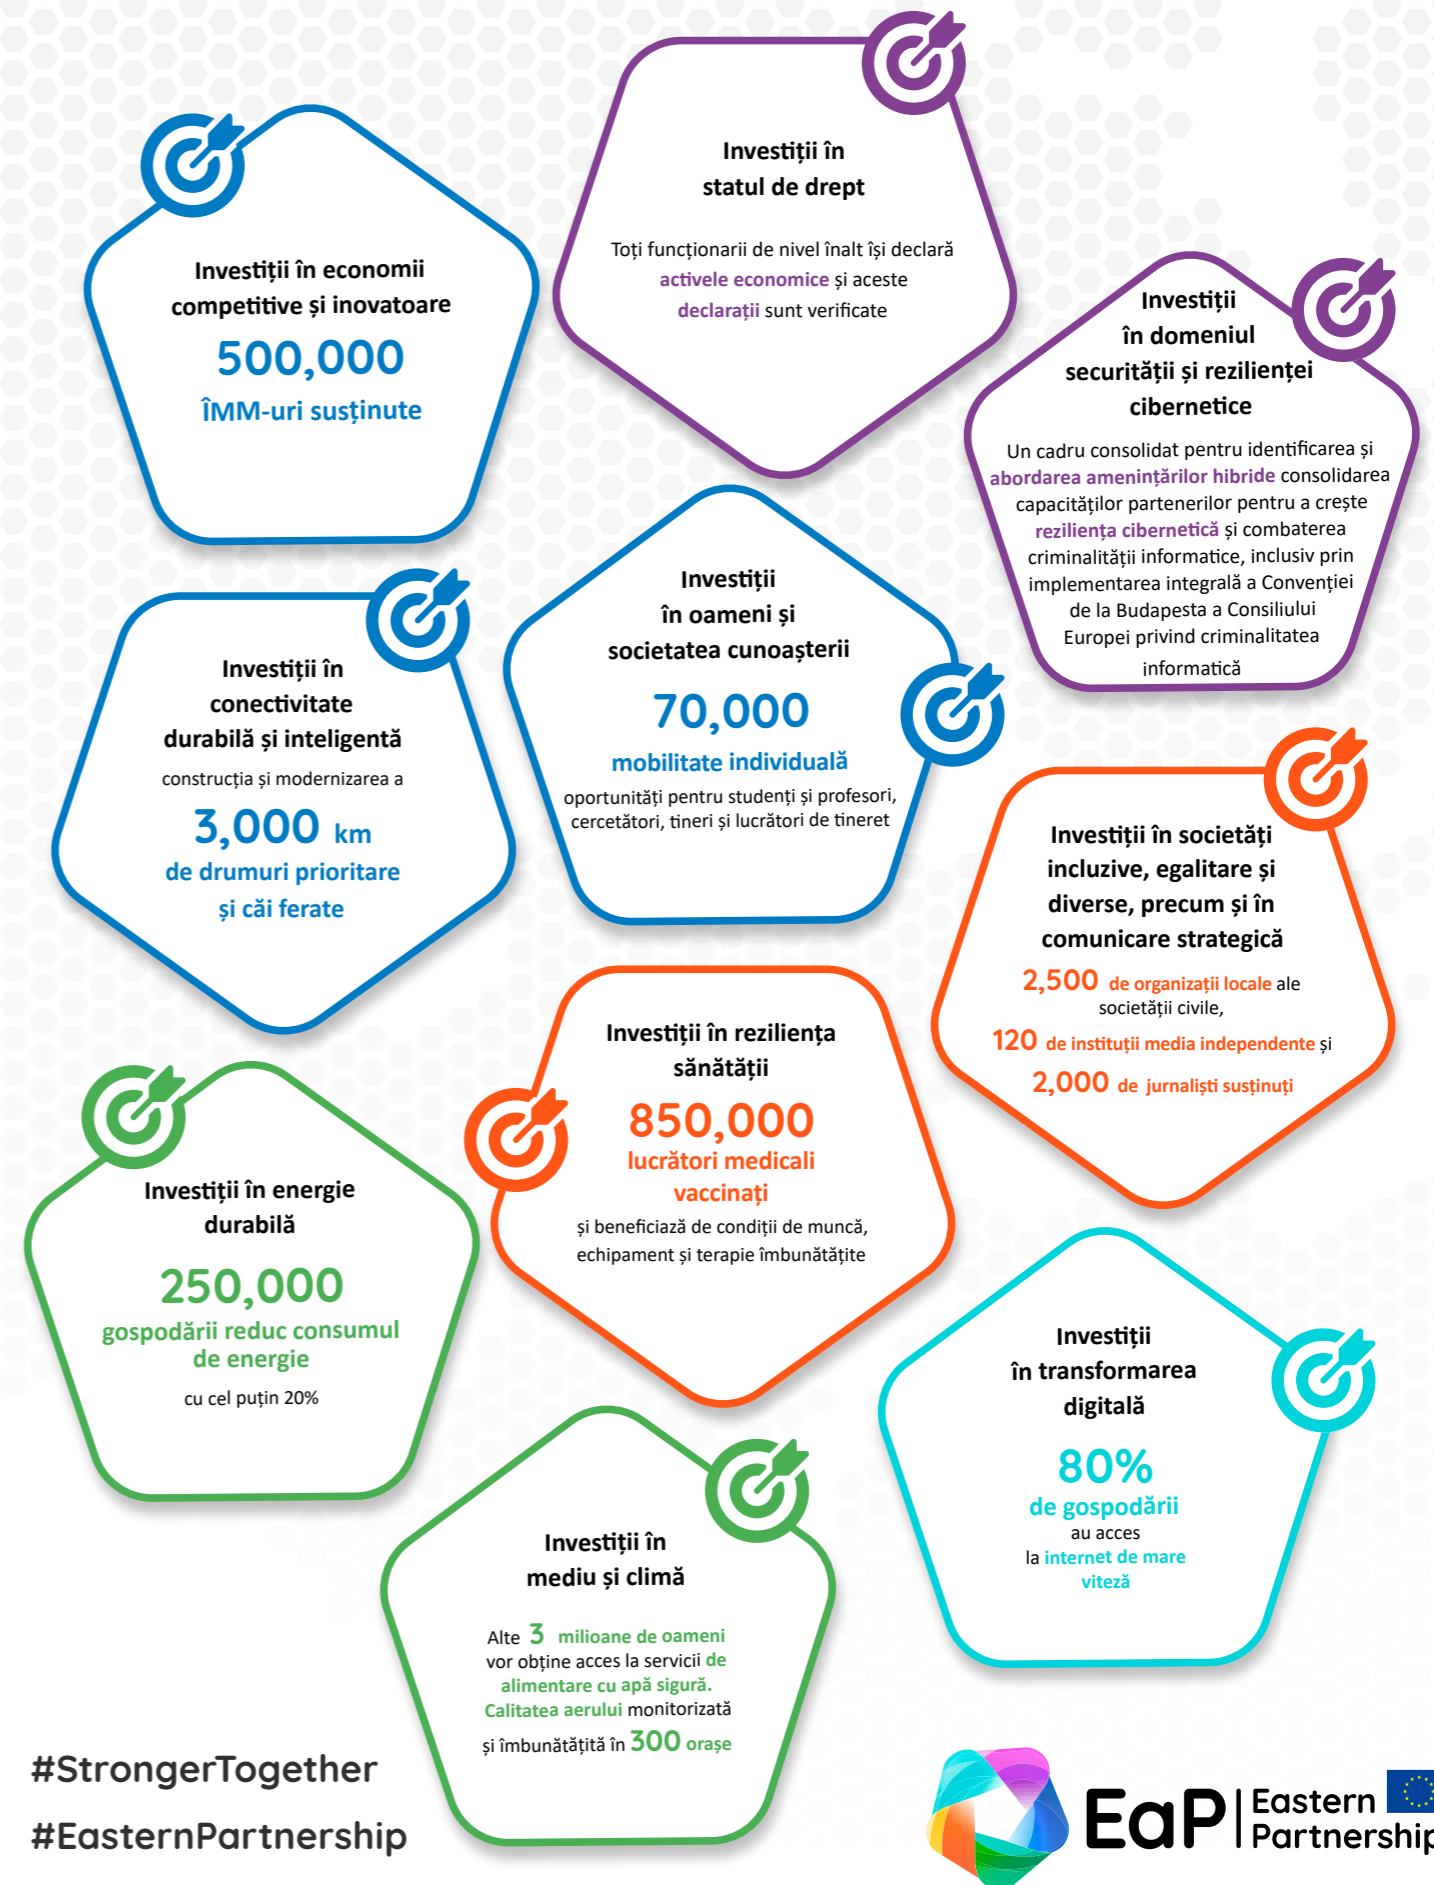 Investiții în
statul de drept
Toți funcționarii de nivel înalt își declară
activele economice și aceste
declarații sunt verificate
Investiții în economii
competitive și inovatoare
500,000
ÎMM-uri susținute
Investiții
în domeniul
securității și rezilienței
cibernetice
Un cadru consolidat pentru identificarea și
abordarea amenințărilor hibride consolidarea
capacităților partenerilor pentru a crește
reziliența cibernetică și combaterea
criminalității informatice, inclusiv prin
implementarea integrală a Convenției
de la Budapesta a Consiliului
Europei privind criminalitatea
informatică
Investiții în
conectivitate
durabilă și inteligentă
construcția și modernizarea a
3,000 km
de drumuri prioritare
și căi ferate
Investiții
în oameni și
societatea cunoașterii
70,000
mobilitate individuală
oportunități pentru studenți și profesori,
cercetători, tineri și lucrători de tineret
Investiții în societăți
incluzive, egalitare și
diverse, precum și în
comunicare strategică
2,500 de organizații locale ale
societății civile,
120 de instituții media independente și
2,000 de jurnaliști susținuți
Investiții în reziliența
sănătății
850,000
lucrători medicali
vaccinați
și beneficiază de condiții de muncă,
echipament și terapie îmbunătățite
Investiții în energie
durabilă
250,000
gospodării reduc consumul
de energie
cu cel puțin 20%
Investiții
în transformarea
digitală
80%
de gospodării
au acces
la internet de mare
viteză
Investiții în
mediu și climă
Alte 3 milioane de oameni
vor obține acces la servicii de
alimentare cu apă sigură.
Calitatea aerului monitorizată
și îmbunătățită în 300 orașe
#StrongerTogether
#EasternPartnership
EaP | Eastern
Partnership